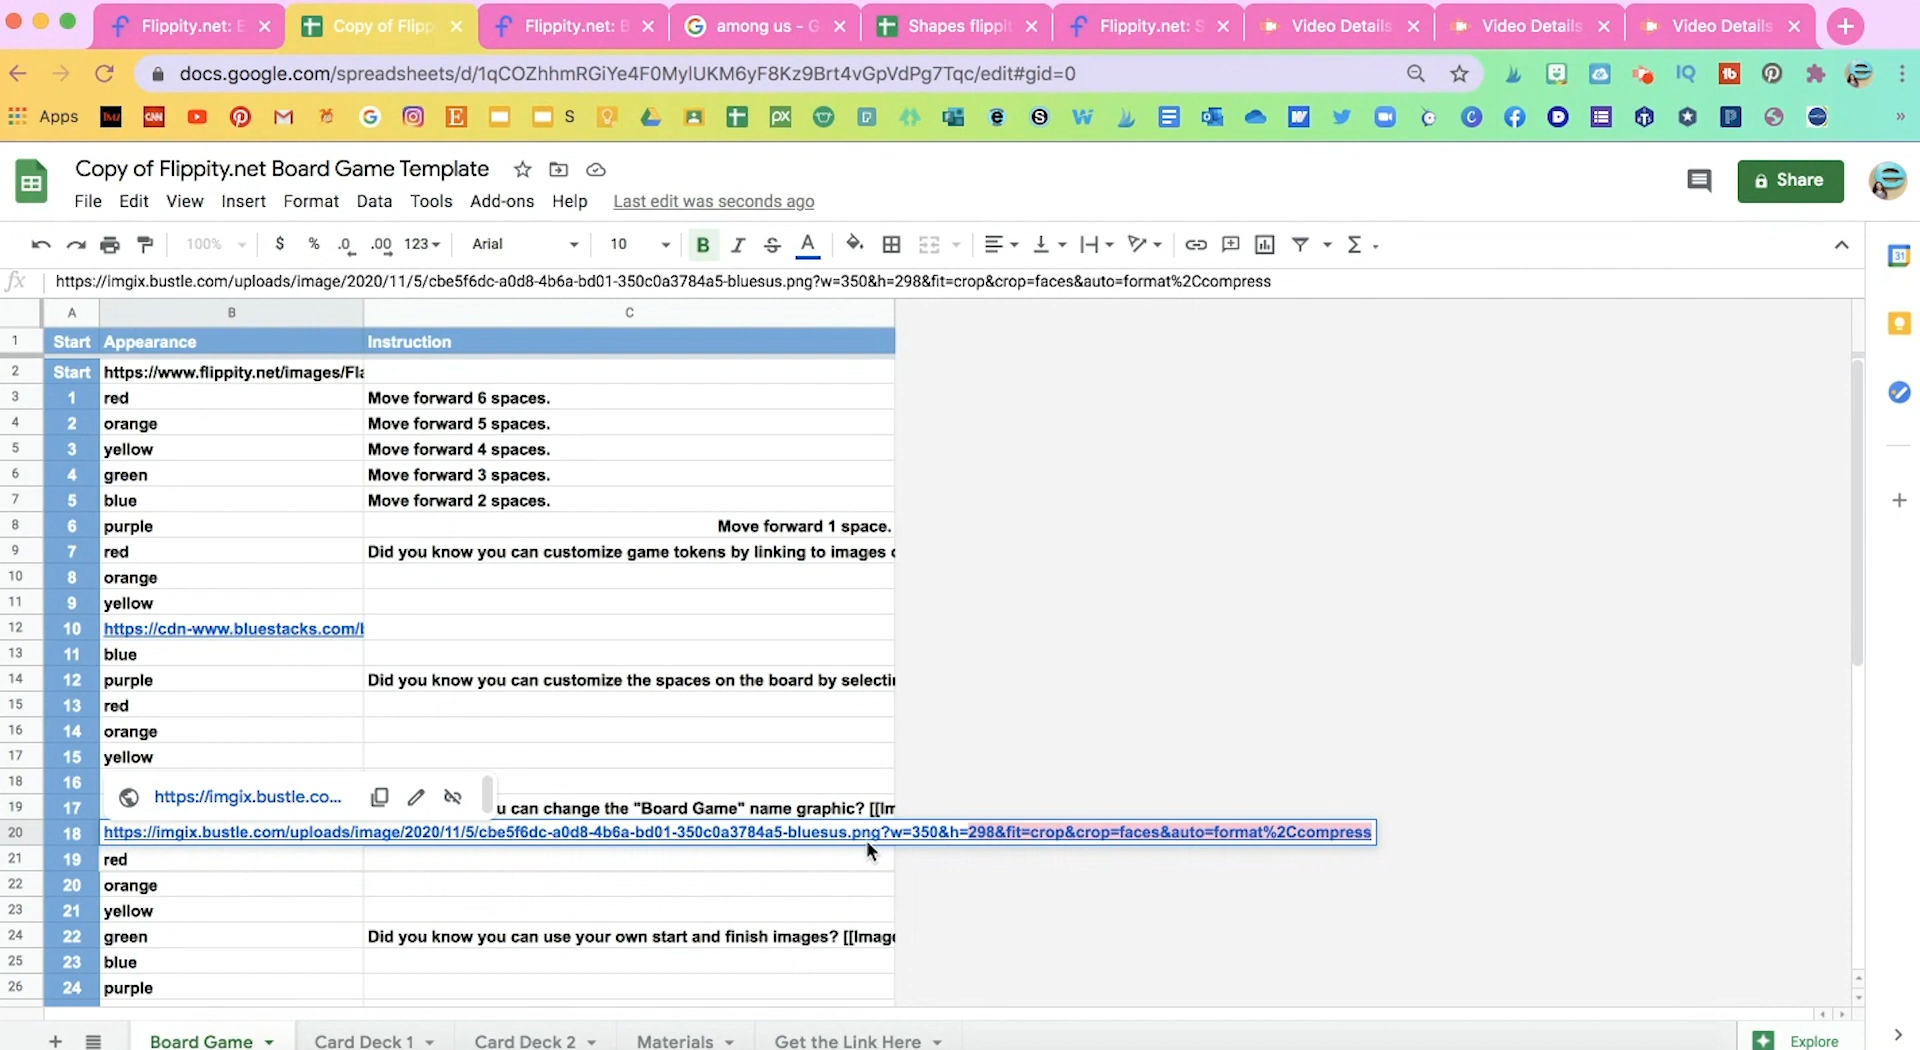 Flippity.net: E
Copy of Flipp
Flippity.net: B
among us - G
Shapes flippit
Flippity.net: S
Video Details
Video Details
Video Details
docs.google.com/spreadsheets/d/1qCOZhhmRGiYe4F0MylUKM6yF8Kz9Brt4vGpVdPg7Tqc/edit#gid=0
Apps
S
Copy of Flippity.net Board Game Template
Share
File Edit View Insert Format Data Tools Add-ons Help Last edit was seconds ago
100% $ % .0 .00 123 Arial 10 B I S A
fx https://imgix.bustle.com/uploads/image/2020/11/5/cbe5f6dc-a0d8-4b6a-bd01-350c0a3784a5-bluesus.png?w=350&h=298&fit=crop&crop=faces&auto=format%2Ccompress
A B C
1 Start Appearance Instruction
2 Start https://www.flippity.net/images/Fla
3 1 red Move forward 6 spaces.
4 2 orange Move forward 5 spaces.
5 3 yellow Move forward 4 spaces.
6 4 green Move forward 3 spaces.
7 5 blue Move forward 2 spaces.
8 6 purple Move forward 1 space.
9 7 red Did you know you can customize game tokens by linking to images o
10 8 orange
11 9 yellow
12 10 https://cdn-www.bluestacks.com/b
13 11 blue
14 12 purple Did you know you can customize the spaces on the board by selectin
15 13 red
16 14 orange
17 15 yellow
18 16 https://imgix.bustle.co...
19 17 u can change the "Board Game" name graphic? [[Im
20 18 https://imgix.bustle.com/uploads/image/2020/11/5/cbe5f6dc-a0d8-4b6a-bd01-350c0a3784a5-bluesus.png?w=350&h=298&fit=crop&crop=faces&auto=format%2Ccompress
21 19 red
22 20 orange
23 21 yellow
24 22 green Did you know you can use your own start and finish images? [[Image
25 23 blue
26 24 purple
Board Game Card Deck 1 Card Deck 2 Materials Get the Link Here Explore